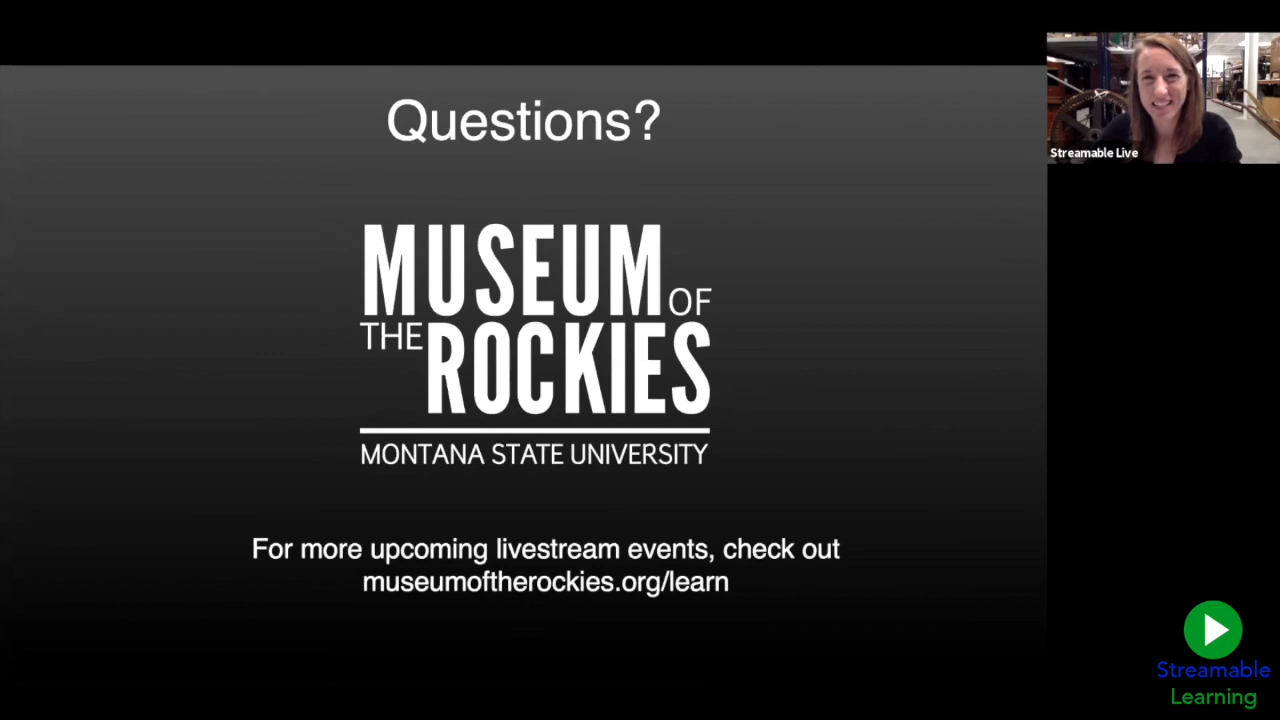 Questions?
MUSEUM OF
THE ROCKIES
MONTANA STATE UNIVERSITY
For more upcoming livestream events, check out
museumoftherockies.org/learn
Streamable Live
Streamable
Learning